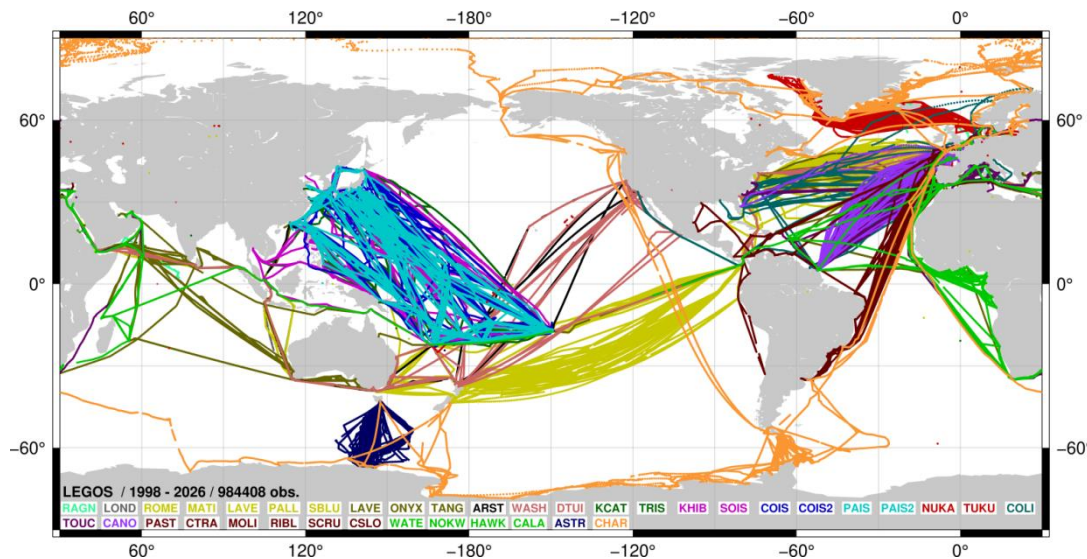 60° 120° −180° −120° −60° 0°
60° 60°
0° 0°
−60° −60°
LEGOS / 1998 - 2026 / 984408 obs.
RAGN LOND ROME MATI LAVE PALL SBLU LAVE ONYX TANG ARST WASH DTUI KCAT TRIS KHIB SOIS COIS COIS2 PAIS PAIS2 NUKA TUKU COLI
TOUC CANO PAST CTRA MOLI RIBL SCRU CSLO WATE NOKW HAWK CALA ASTR CHAR
60° 120° −180° −120° −60° 0°